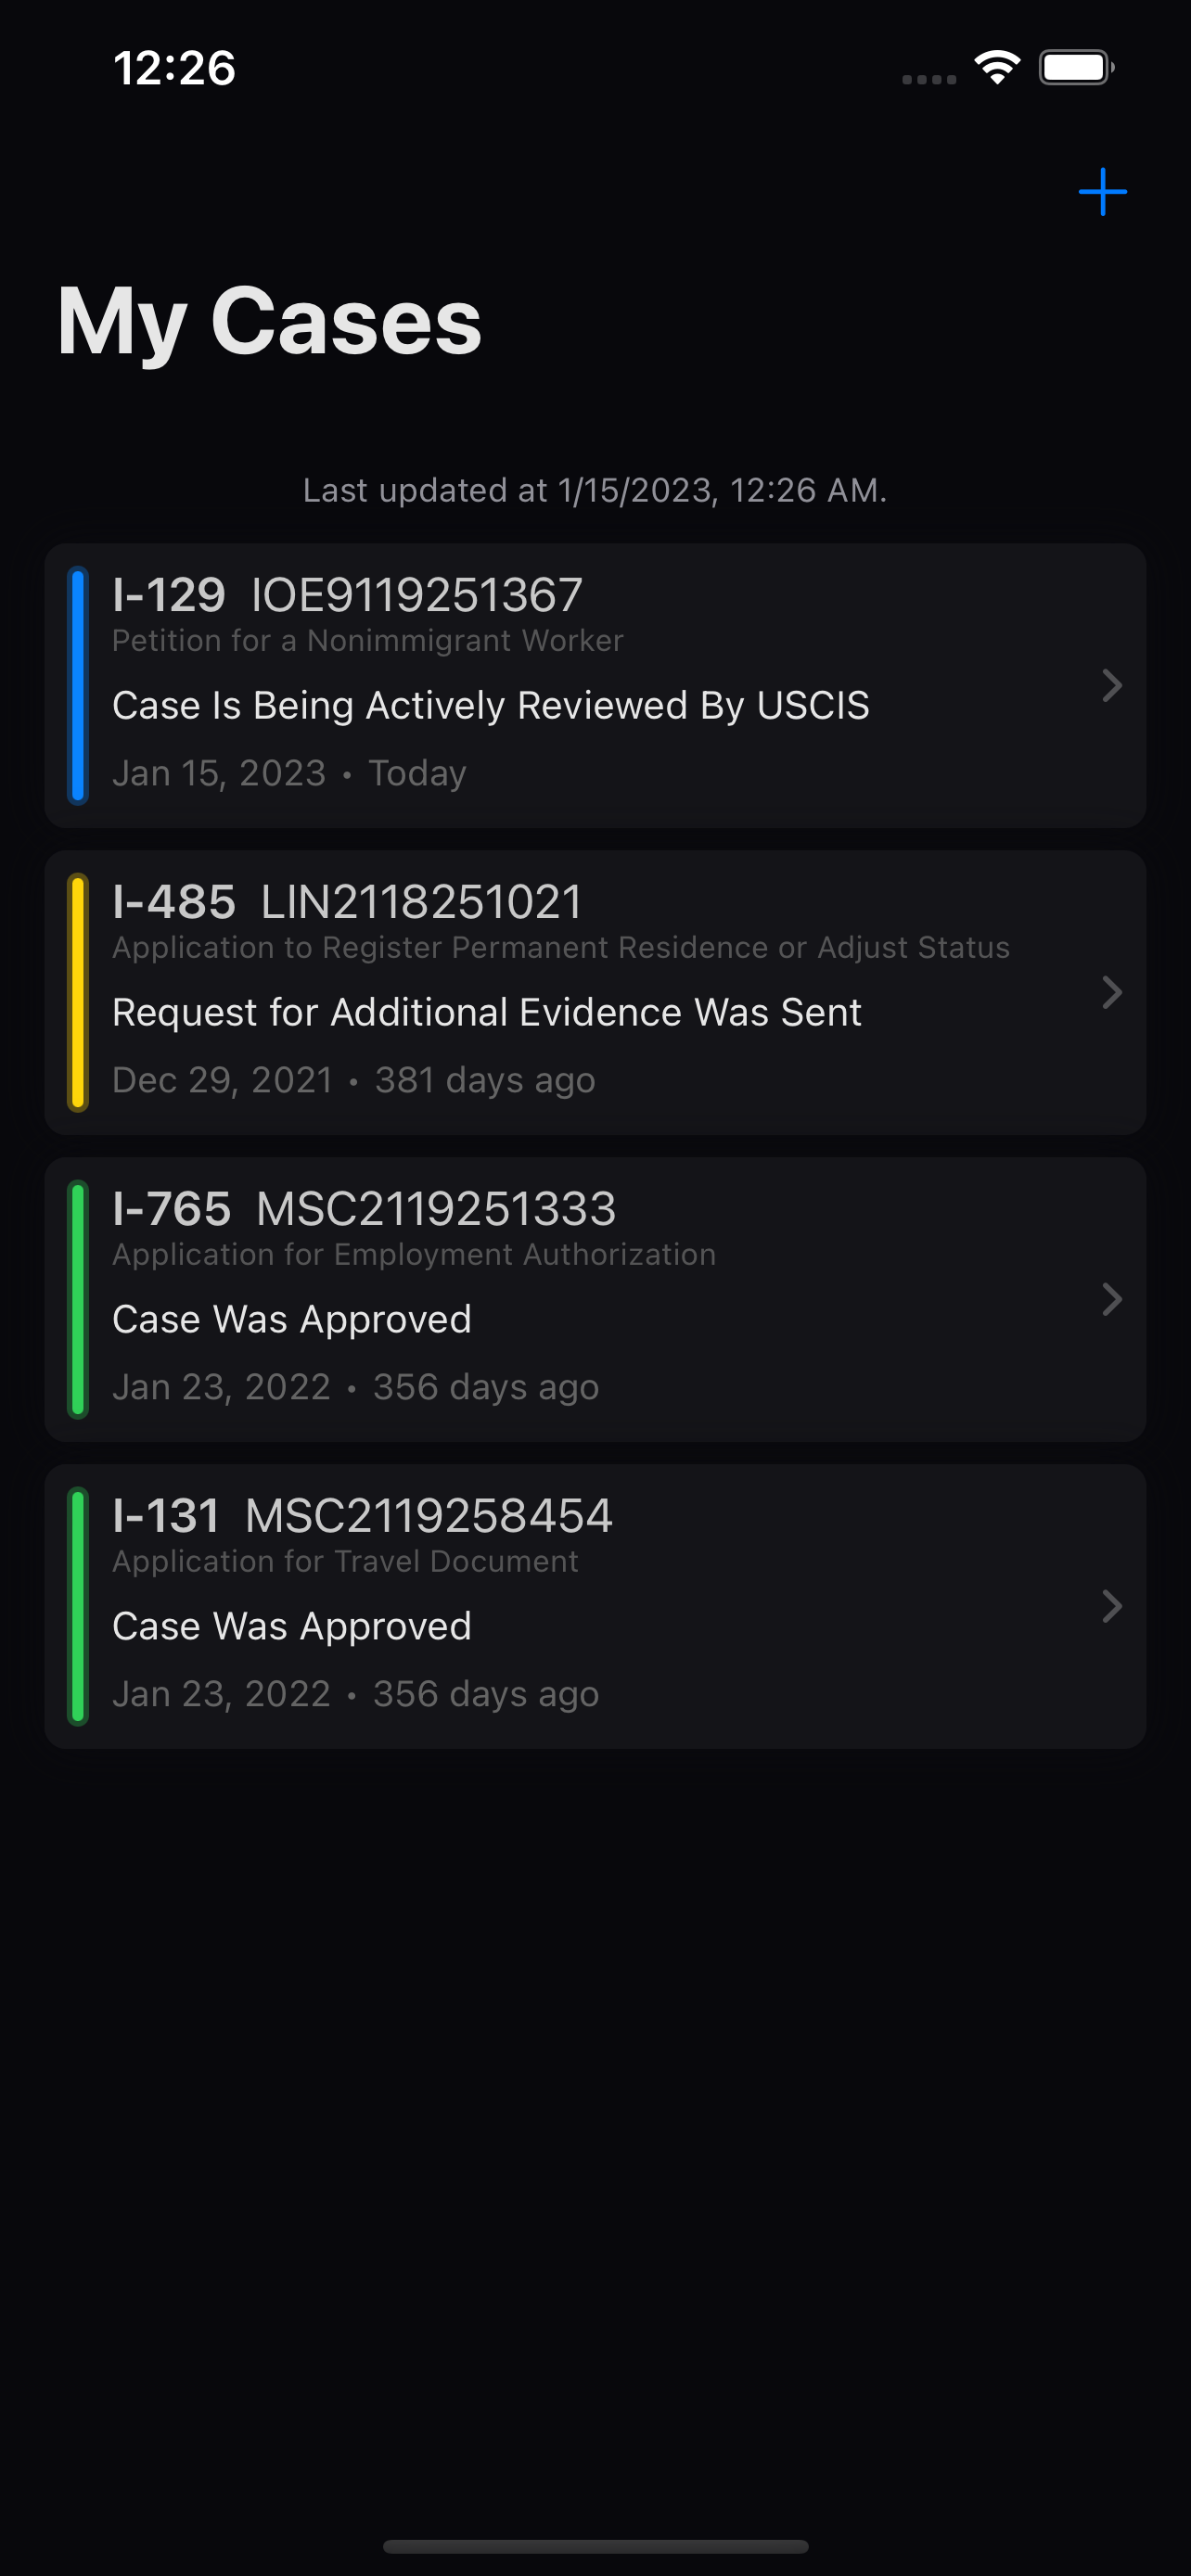 12:26
My Cases
Last updated at 1/15/2023, 12:26 AM.
I-129 IOE9119251367
Petition for a Nonimmigrant Worker
Case Is Being Actively Reviewed By USCIS
Jan 15, 2023 • Today
I-485 LIN2118251021
Application to Register Permanent Residence or Adjust Status
Request for Additional Evidence Was Sent
Dec 29, 2021 • 381 days ago
I-765 MSC2119251333
Application for Employment Authorization
Case Was Approved
Jan 23, 2022 • 356 days ago
I-131 MSC2119258454
Application for Travel Document
Case Was Approved
Jan 23, 2022 • 356 days ago